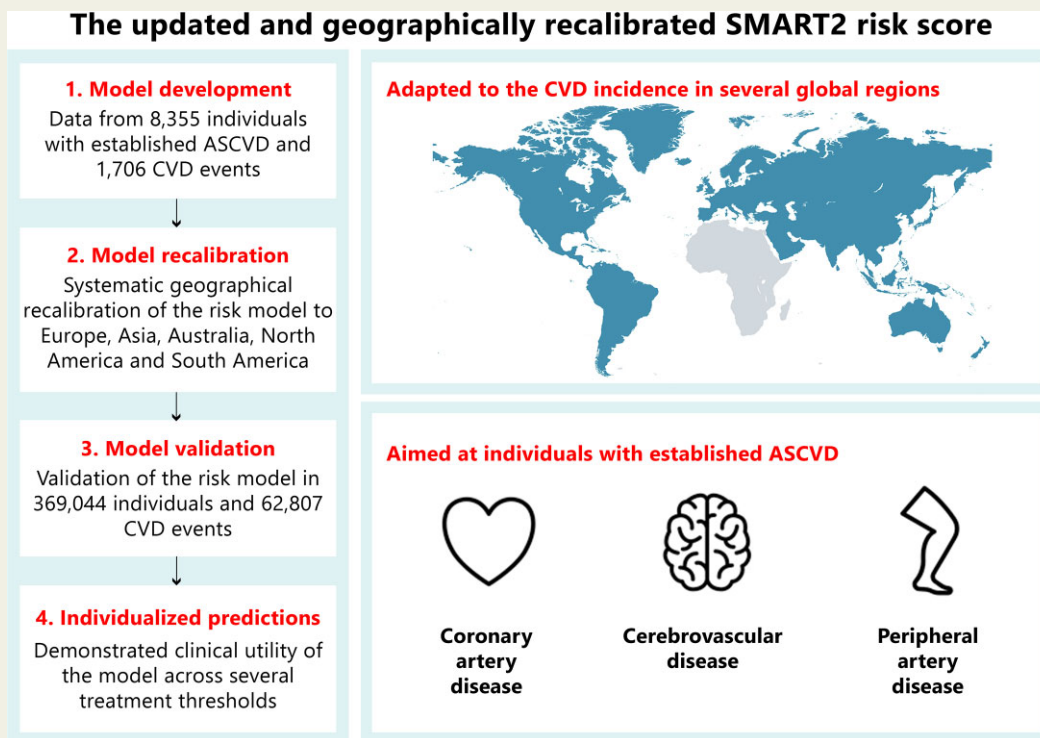 The updated and geographically recalibrated SMART2 risk score
1. Model development
Data from 8,355 individuals
with established ASCVD and
1,706 CVD events
2. Model recalibration
Systematic geographical
recalibration of the risk model to
Europe, Asia, Australia, North
America and South America
3. Model validation
Validation of the risk model in
369,044 individuals and 62,807
CVD events
4. Individualized predictions
Demonstrated clinical utility of
the model across several
treatment thresholds
Adapted to the CVD incidence in several global regions
Aimed at individuals with established ASCVD
Coronary
artery
disease
Cerebrovascular
disease
Peripheral
artery
disease